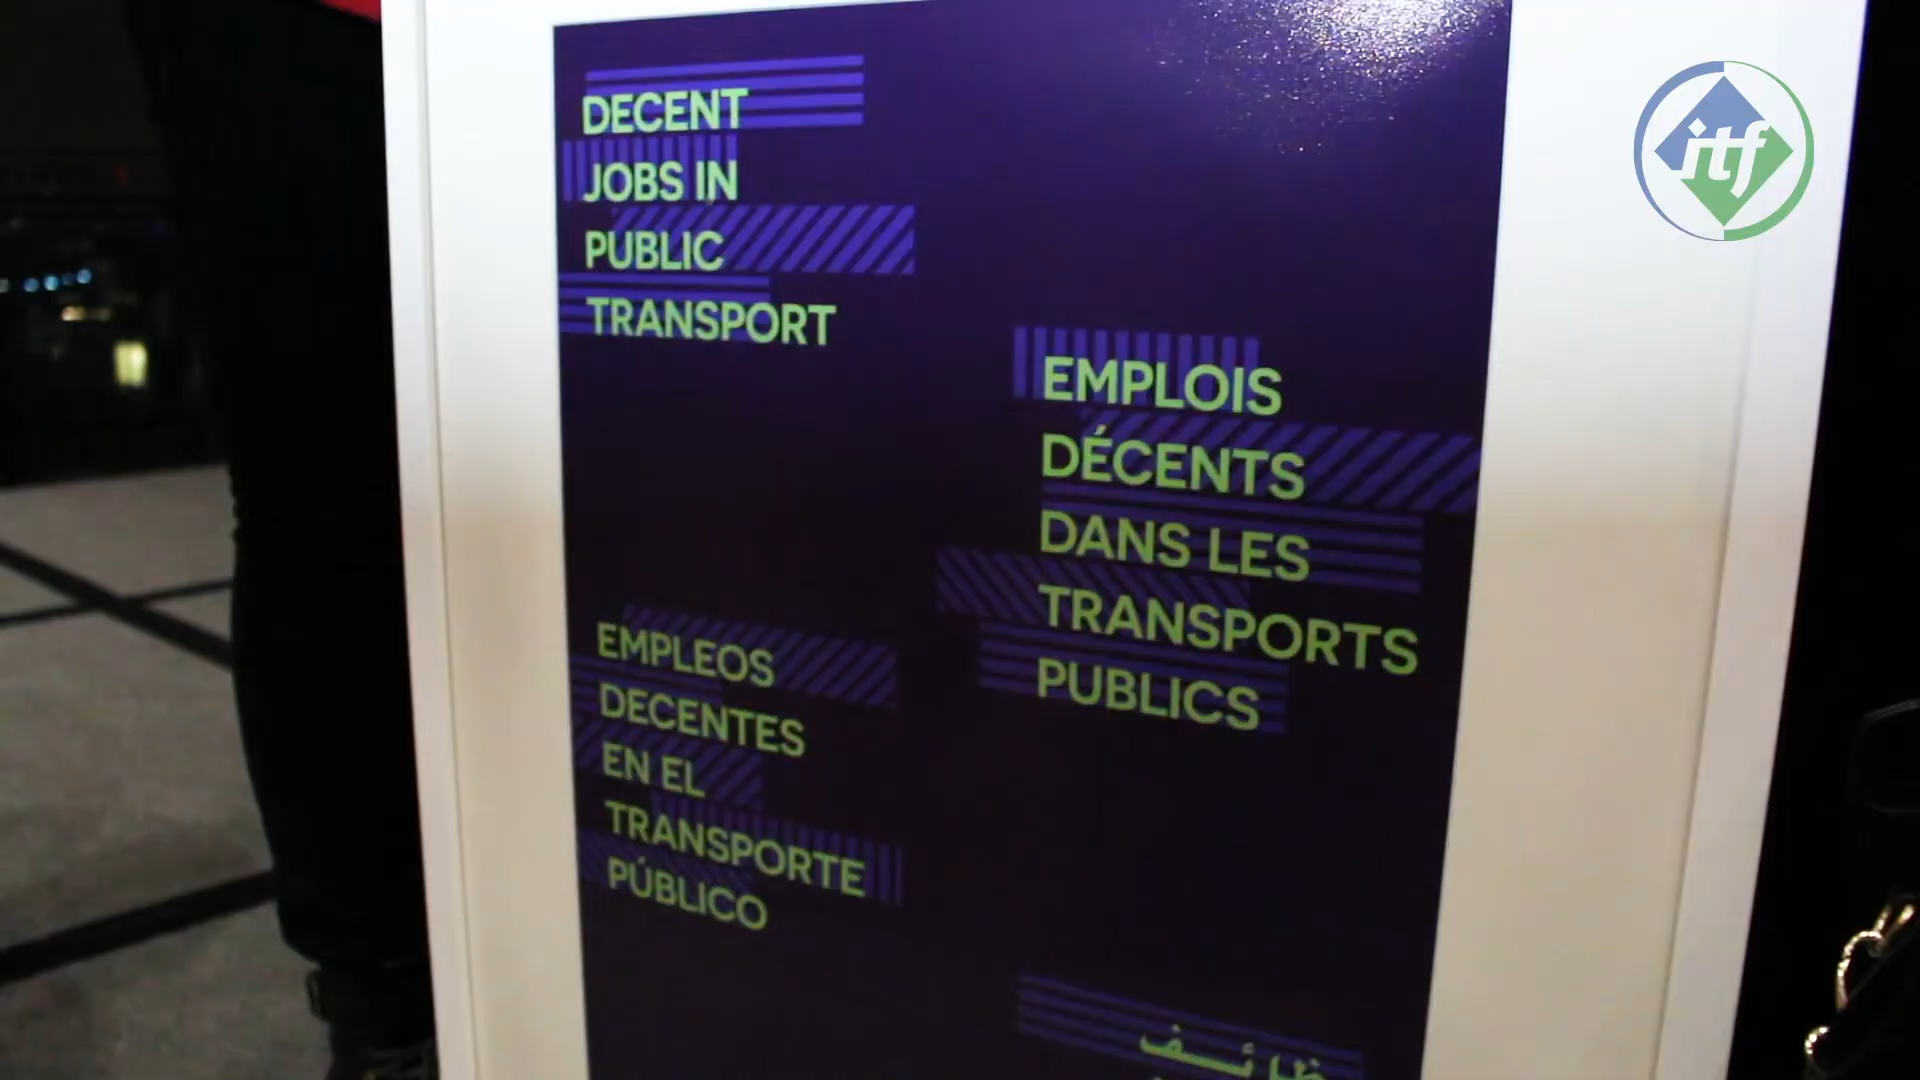 DECENT
JOBS IN
PUBLIC
TRANSPORT
EMPLOIS
DÉCENTS
DANS LES
TRANSPORTS
PUBLICS
EMPLEOS
DECENTES
EN EL
TRANSPORTE
PÚBLICO
itf